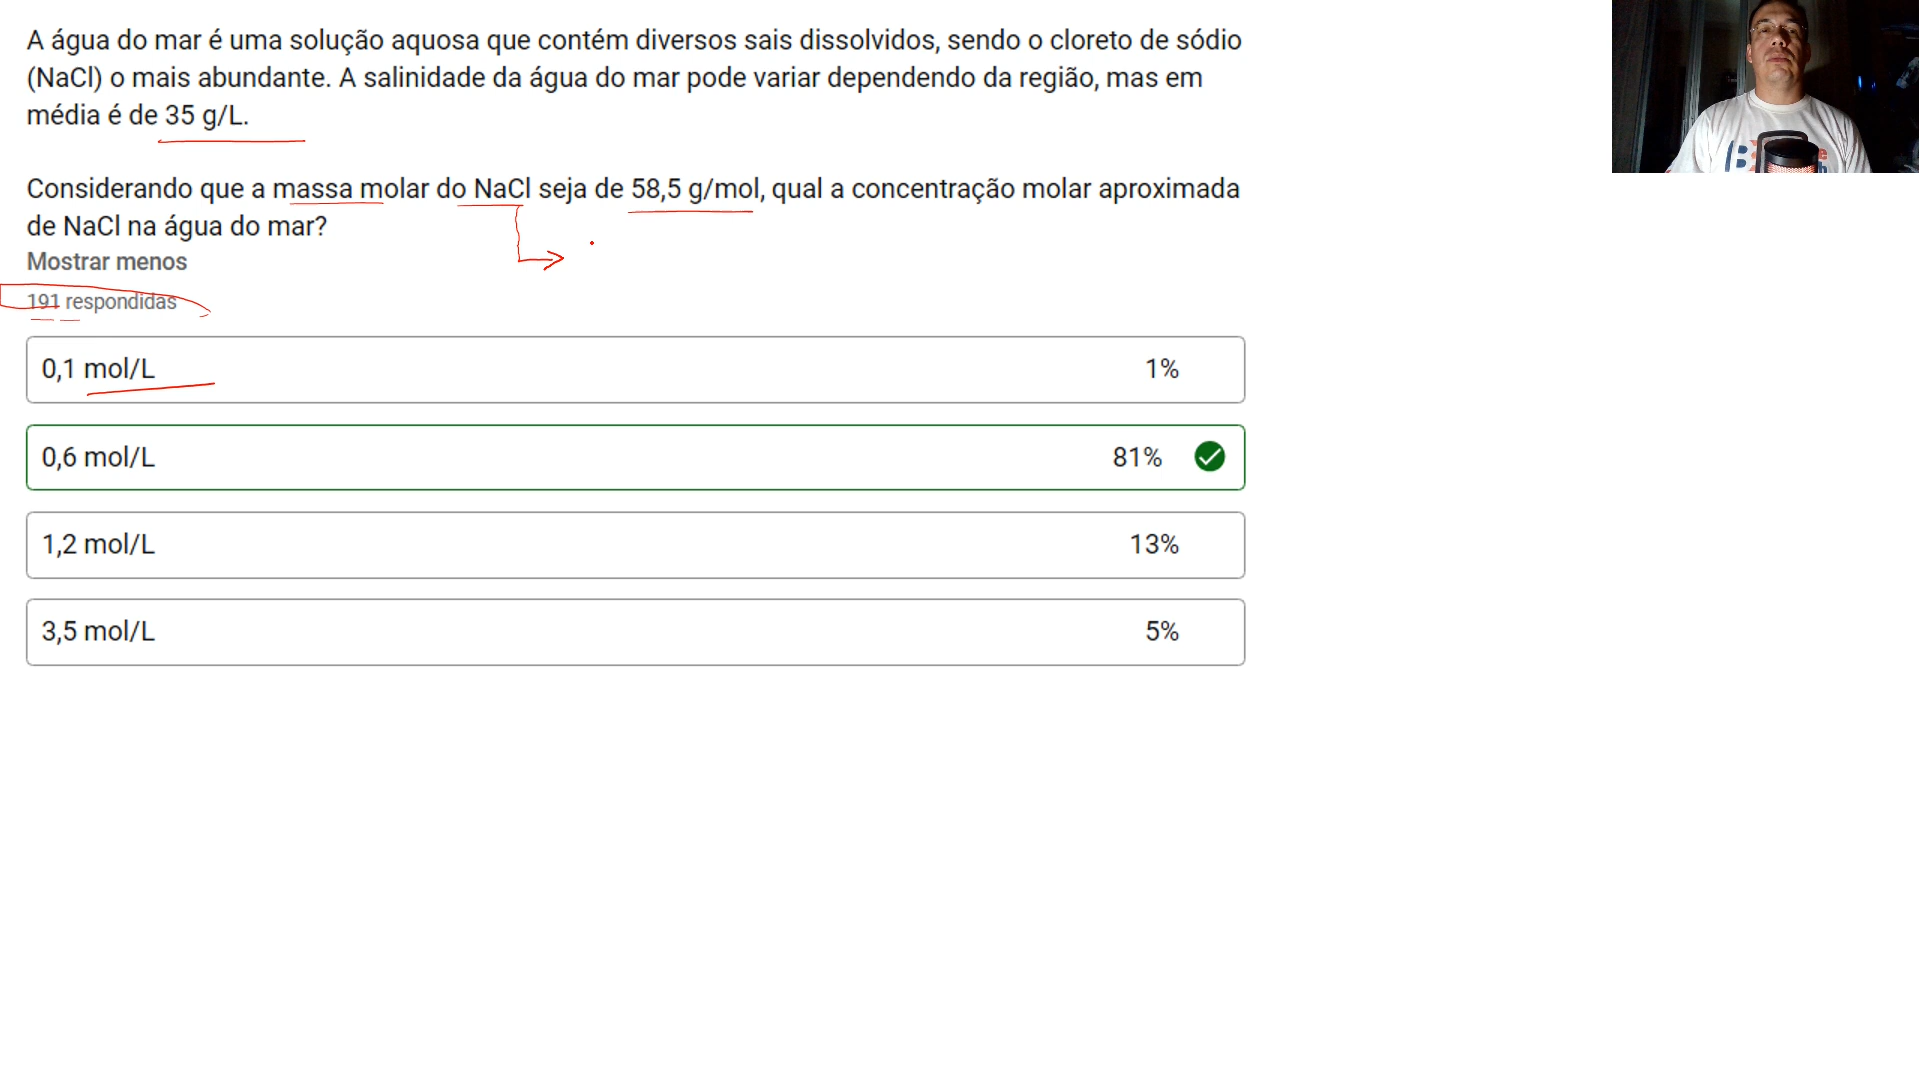 A água do mar é uma solução aquosa que contém diversos sais dissolvidos, sendo o cloreto de sódio
(NaCl) o mais abundante. A salinidade da água do mar pode variar dependendo da região, mas em
média é de 35 g/L.
Considerando que a massa molar do NaCl seja de 58,5 g/mol, qual a concentração molar aproximada
de NaCl na água do mar?
Mostrar menos
191 respondidas
0,1 mol/L 1%
0,6 mol/L 81%
1,2 mol/L 13%
3,5 mol/L 5%